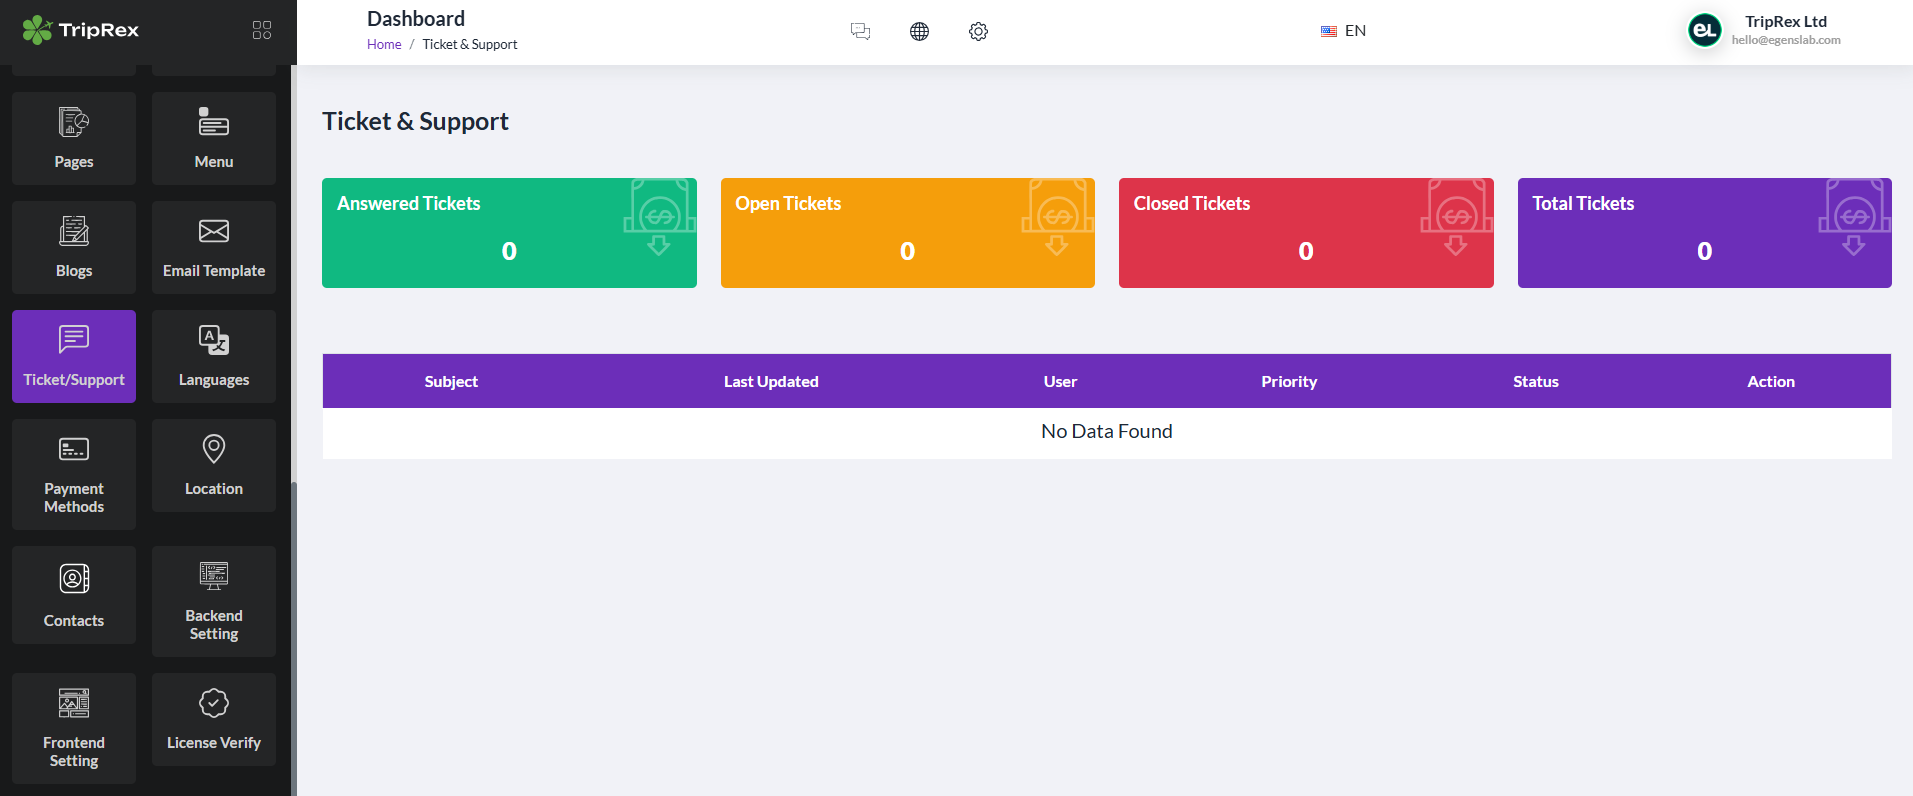 TripRex
Dashboard
Home / Ticket & Support
EN
eL
TripRex Ltd
hello@egenslab.com
Pages
Menu
Blogs
Email Template
Ticket/Support
Languages
Payment
Methods
Location
Contacts
Backend
Setting
Frontend
Setting
License Verify
Ticket & Support
Answered Tickets
0
Open Tickets
0
Closed Tickets
0
Total Tickets
0
Subject Last Updated User Priority Status Action
No Data Found